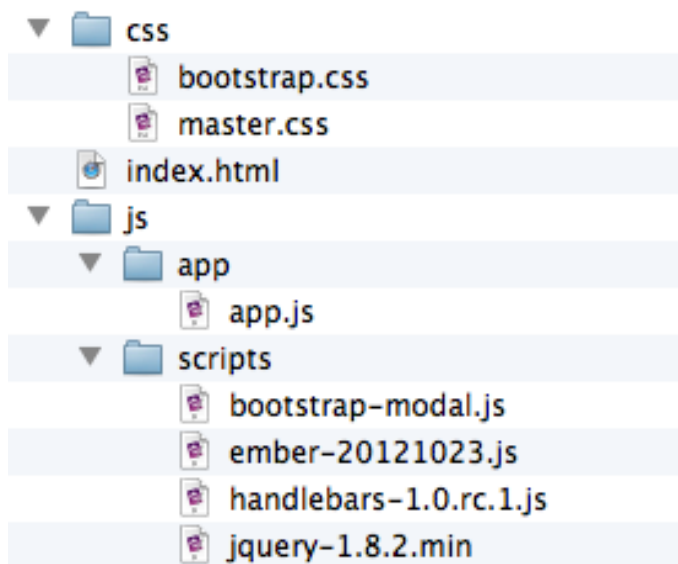 css
bootstrap.css
master.css
index.html
js
app
app.js
scripts
bootstrap-modal.js
ember-20121023.js
handlebars-1.0.rc.1.js
jquery-1.8.2.min